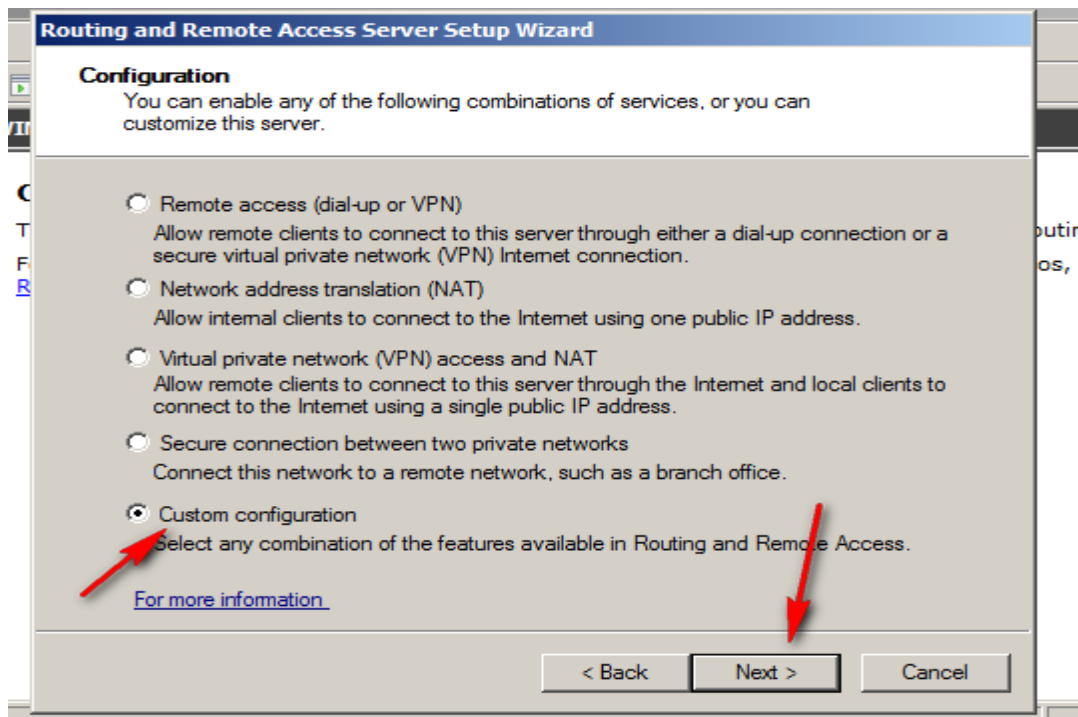 Routing and Remote Access Server Setup Wizard
Configuration
You can enable any of the following combinations of services, or you can
customize this server.
Remote access (dial-up or VPN)
Allow remote clients to connect to this server through either a dial-up connection or a
secure virtual private network (VPN) Internet connection.
Network address translation (NAT)
Allow internal clients to connect to the Internet using one public IP address.
Virtual private network (VPN) access and NAT
Allow remote clients to connect to this server through the Internet and local clients to
connect to the Internet using a single public IP address.
Secure connection between two private networks
Connect this network to a remote network, such as a branch office.
Custom configuration
Select any combination of the features available in Routing and Remote Access.
For more information
< Back
Next >
Cancel